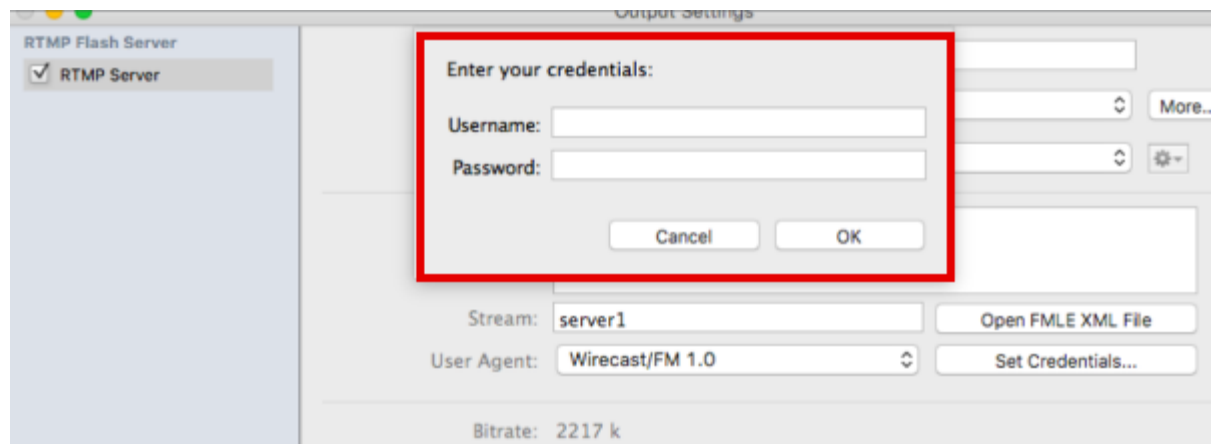 Output Settings
RTMP Flash Server
RTMP Server
Enter your credentials:
Username:
More..
Password:
Cancel
OK
Stream: server1
Open FMLE XML File
User Agent: Wirecast/FM 1.0
Set Credentials...
Bitrate: 2217 k